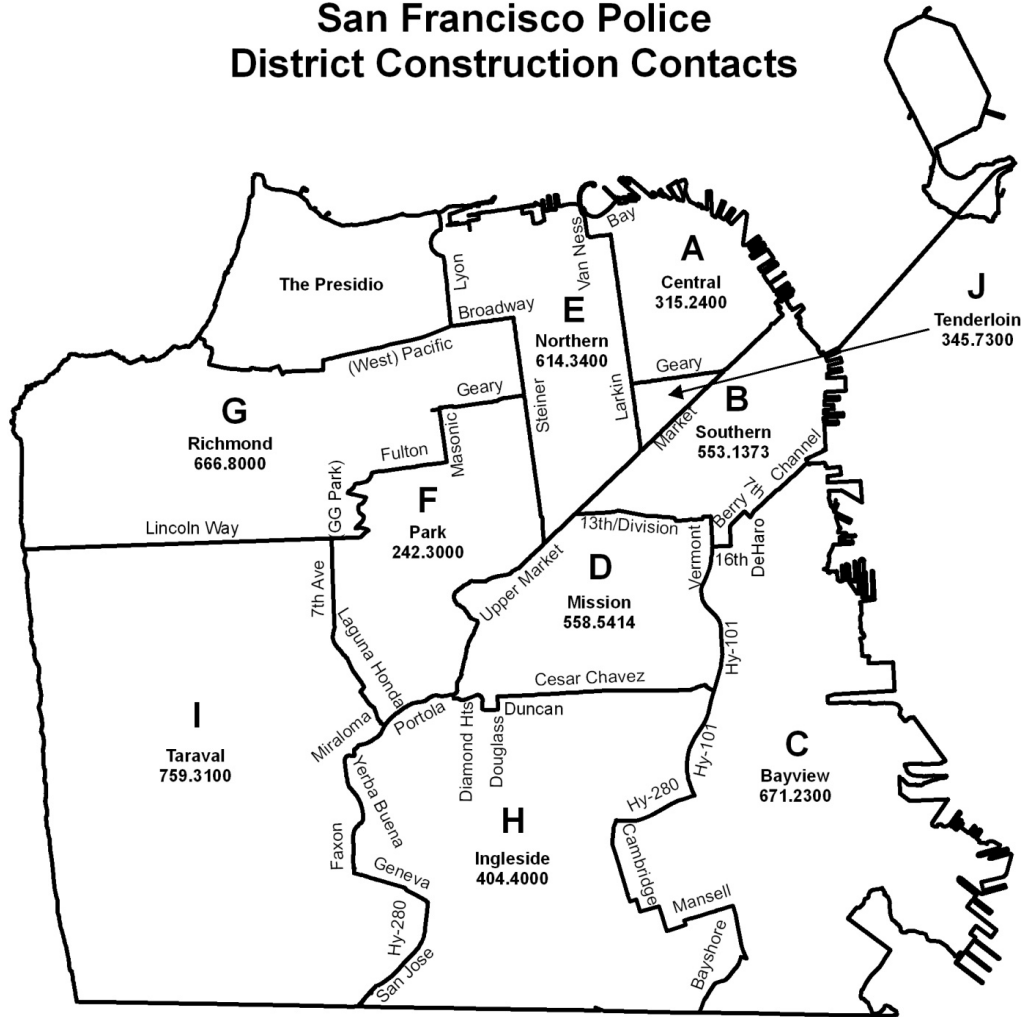 San Francisco Police
District Construction Contacts
A
Central
315.2400
J
Tenderloin
345.7300
The Presidio
Lyon
Van Ness
Bay
Broadway
E
Northern
614.3400
(West) Pacific
Geary
Geary
Steiner
Larkin
Market
B
Southern
553.1373
G
Richmond
666.8000
Fulton
Masonic
(GG Park)
F
Park
242.3000
Lincoln Way
13th/Division
Berry
7th
Channel
Vermont
16th
DeHaro
7th Ave
Upper Market
D
Mission
558.5414
Laguna Honda
Hy-101
Cesar Chavez
Duncan
Portola
Miraloma
Diamond Hts
Douglass
I
Taraval
759.3100
Hy-101
C
Bayview
671.2300
Yerba Buena
Hy-280
H
Ingleside
404.4000
Faxon
Geneva
Cambridge
Mansell
Hy-280
San Jose
Bayshore